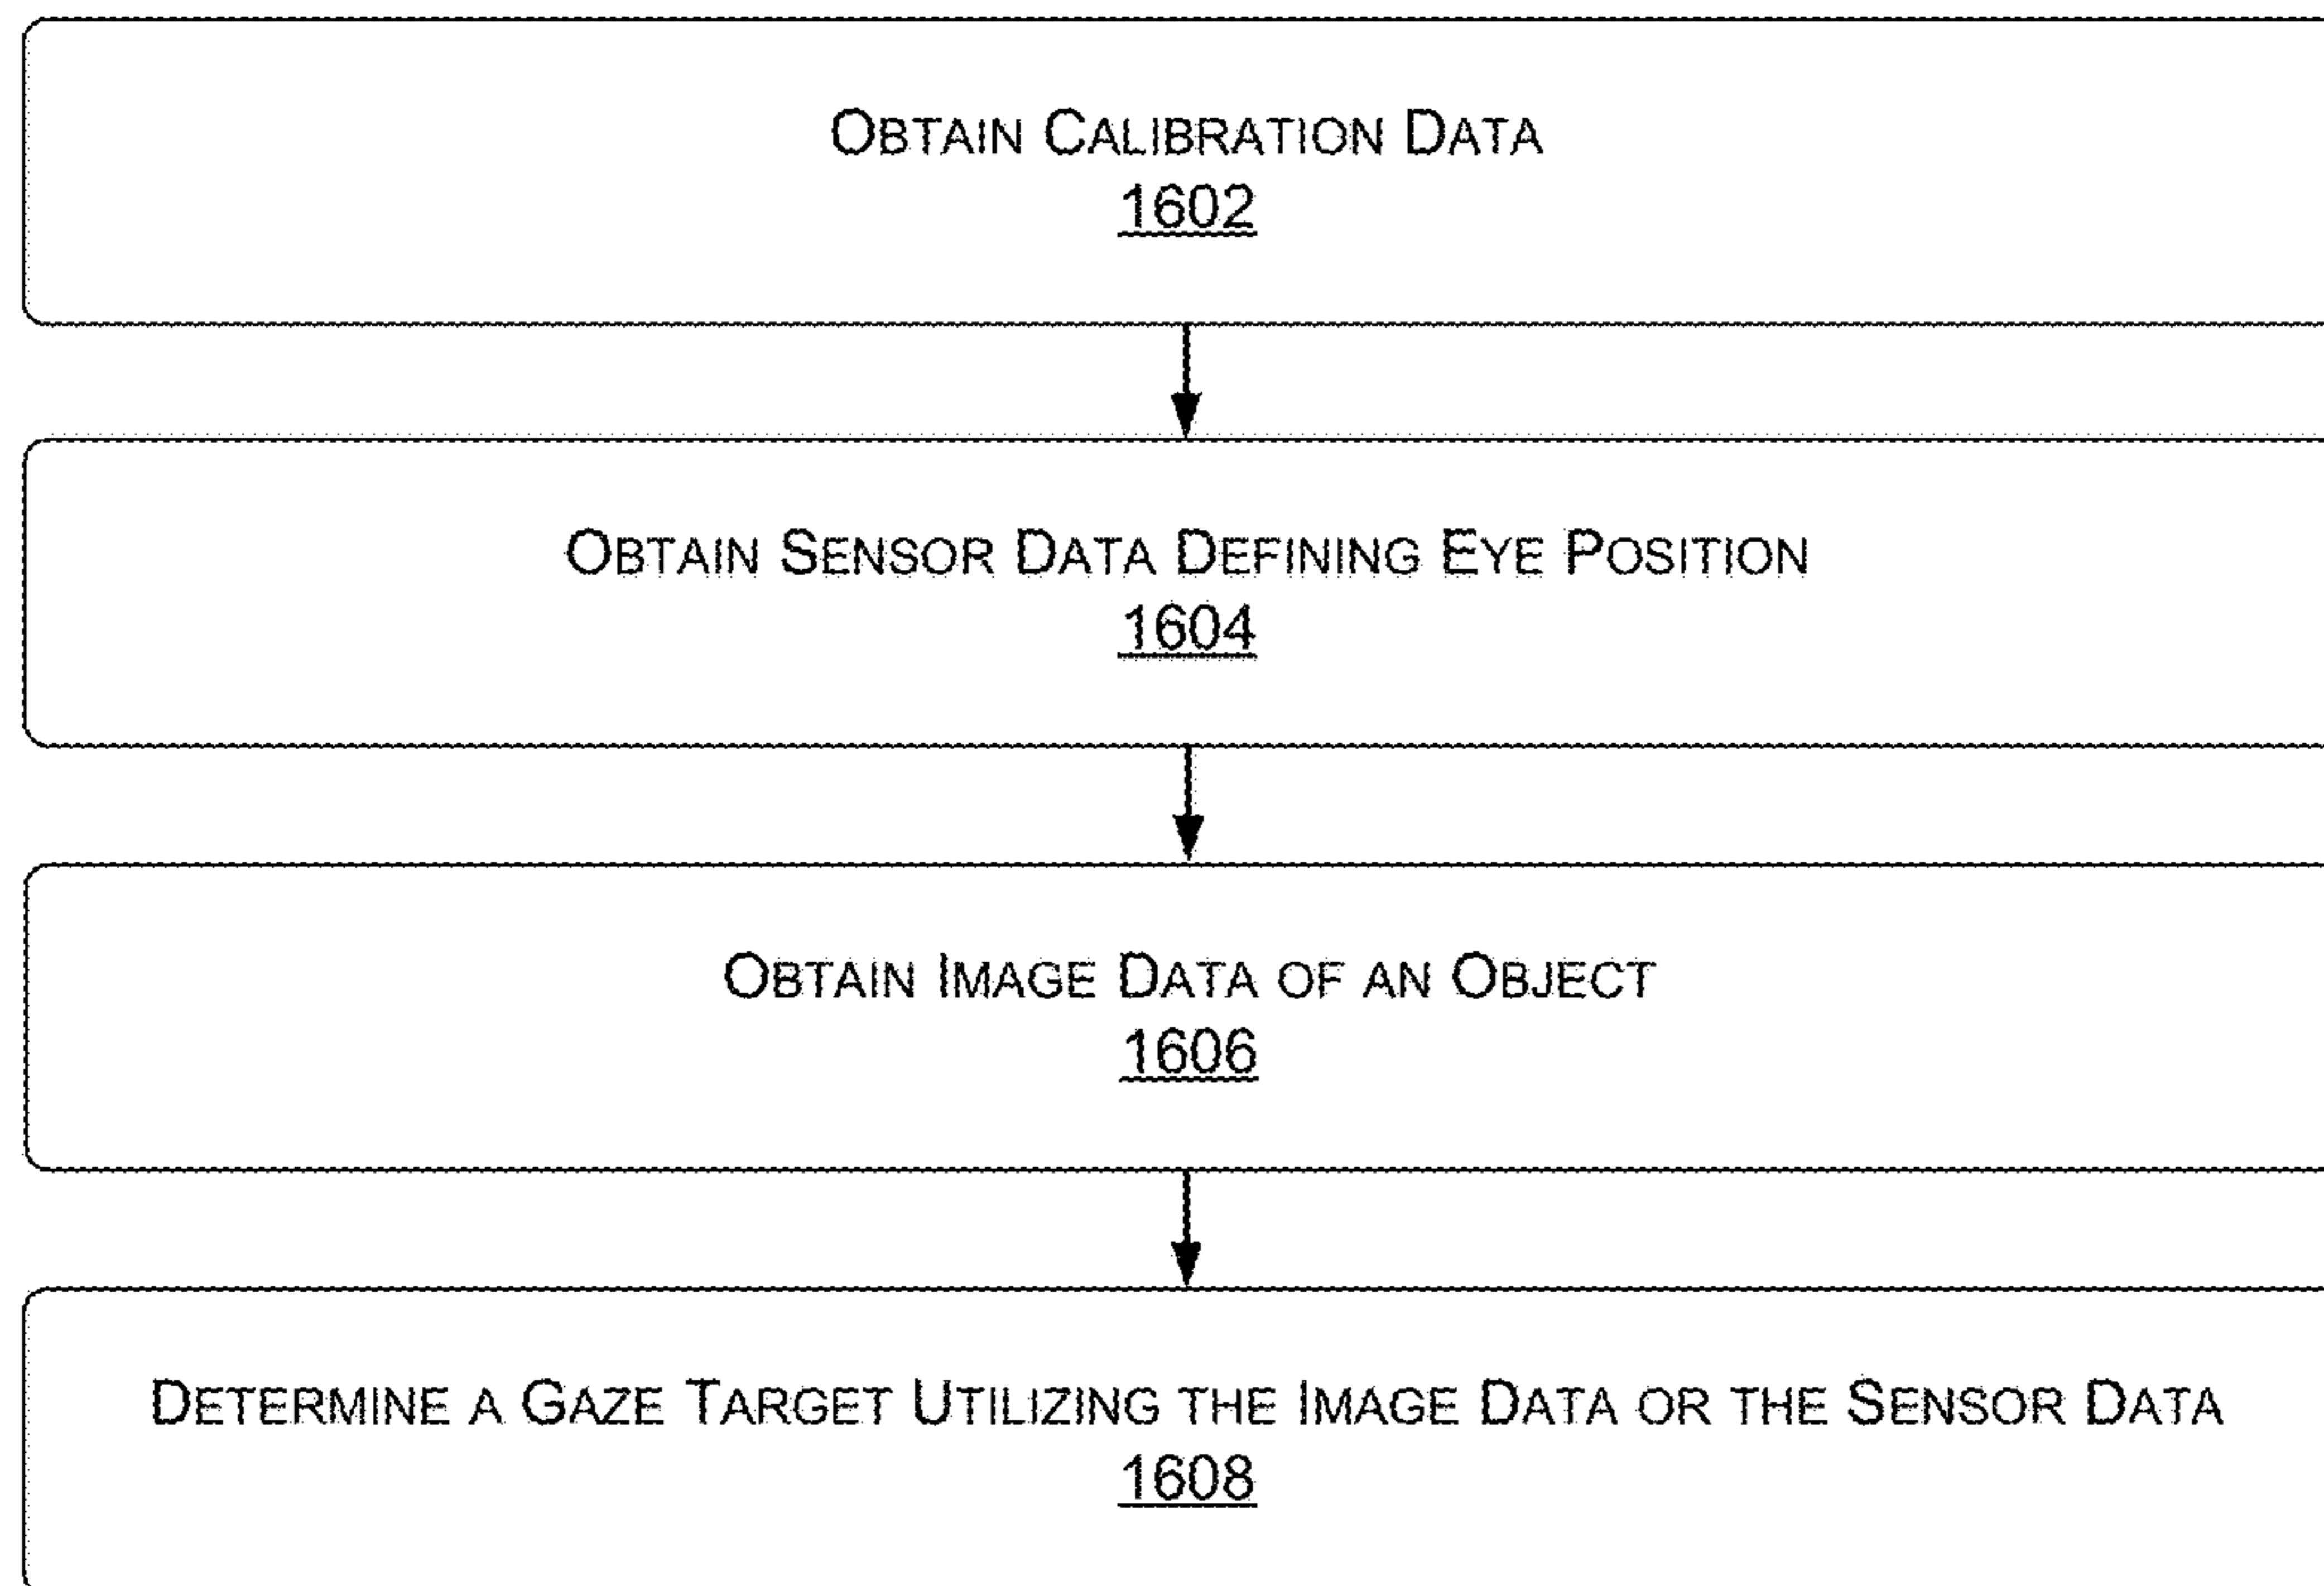 OBTAIN CALIBRATION DATA
1602
OBTAIN SENSOR DATA DEFINING EYE POSITION
1604
OBTAIN IMAGE DATA OF AN OBJECT
1606
DETERMINE A GAZE TARGET UTILIZING THE IMAGE DATA OR THE SENSOR DATA
1608